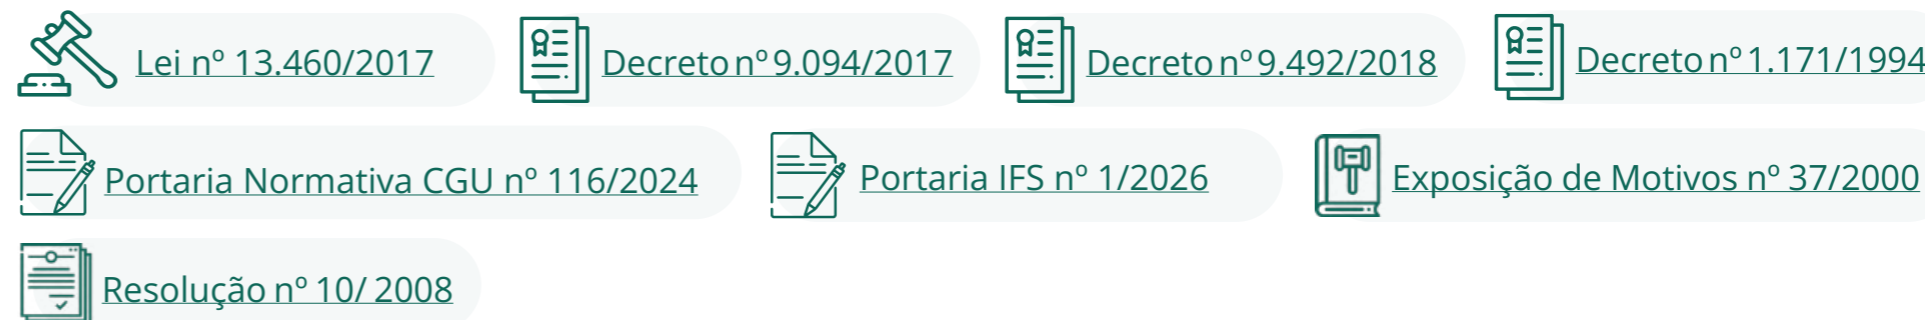 Lei nº 13.460/2017 Decreto nº 9.094/2017 Decreto nº 9.492/2018 Decreto nº 1.171/1994
Portaria Normativa CGU nº 116/2024 Portaria IFS nº 1/2026 Exposição de Motivos nº 37/2000
Resolução nº 10/ 2008